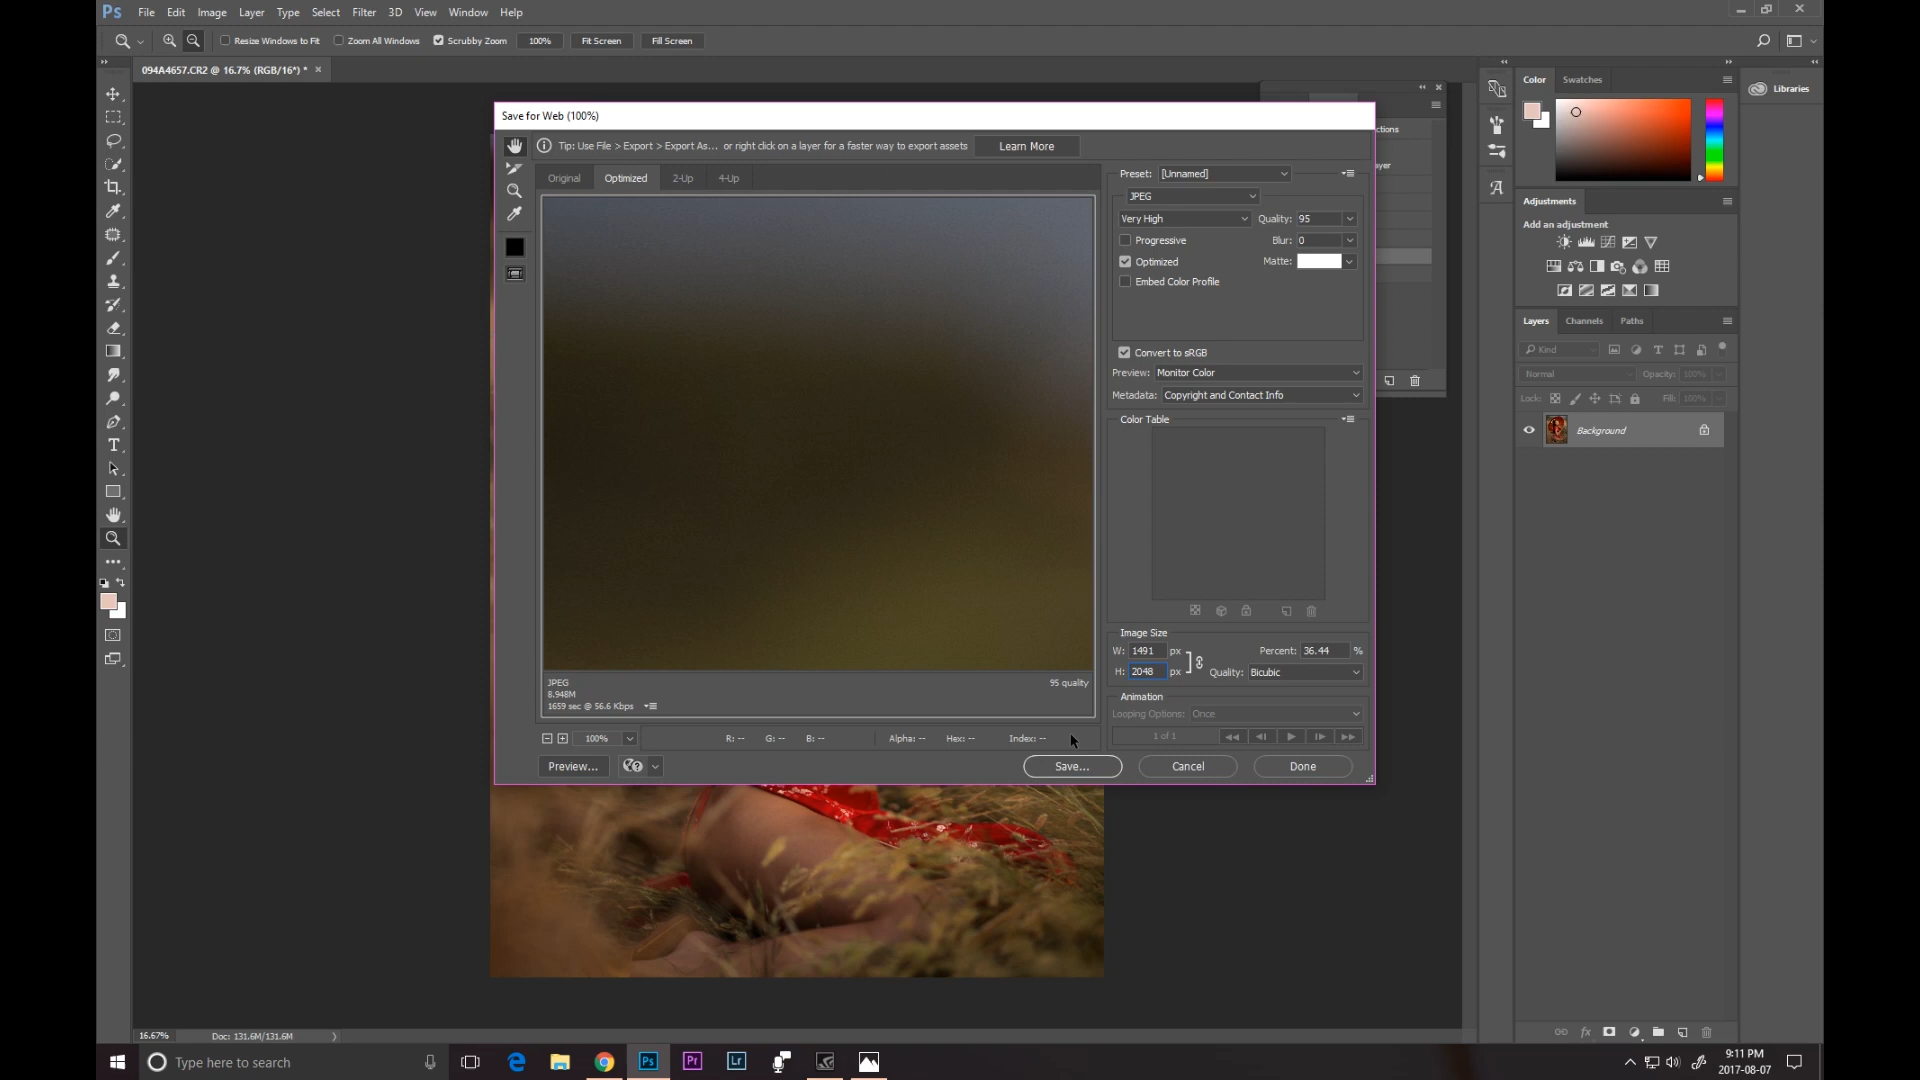 Ps File Edit Image Layer Type Select Filter 3D View Window Help
Resize Windows to Fit Zoom All Windows Scrubby Zoom 100% Fit Screen Fill Screen
094A4657.CR2 @ 16.7% (RGB/16*) * ×
Save for Web (100%)
Tip: Use File > Export > Export As... or right click on a layer for a faster way to export assets Learn More
Original Optimized 2-Up 4-Up
Preset: [Unnamed]
JPEG
Very High Quality: 95
Progressive Blur: 0
Optimized Matte:
Embed Color Profile
Convert to sRGB
Preview: Monitor Color
Metadata: Copyright and Contact Info
Color Table
Image Size
W: 1491 px Percent: 36.44 %
H: 2048 px Quality: Bicubic
Animation
Looping Options: Once
1 of 1
JPEG 95 quality
8.948M
1659 sec @ 56.6 Kbps
100% R: -- G: -- B: -- Alpha: -- Hex: -- Index: --
Preview... Save... Cancel Done
ctions
ayer
Color Swatches
Libraries
Adjustments
Add an adjustment
Layers Channels Paths
Kind
Normal Opacity: 100%
Lock: Fill: 100%
Background
16.67% Doc: 131.6M/131.6M
Type here to search
Ps Pr Lr
9:11 PM
2017-08-07